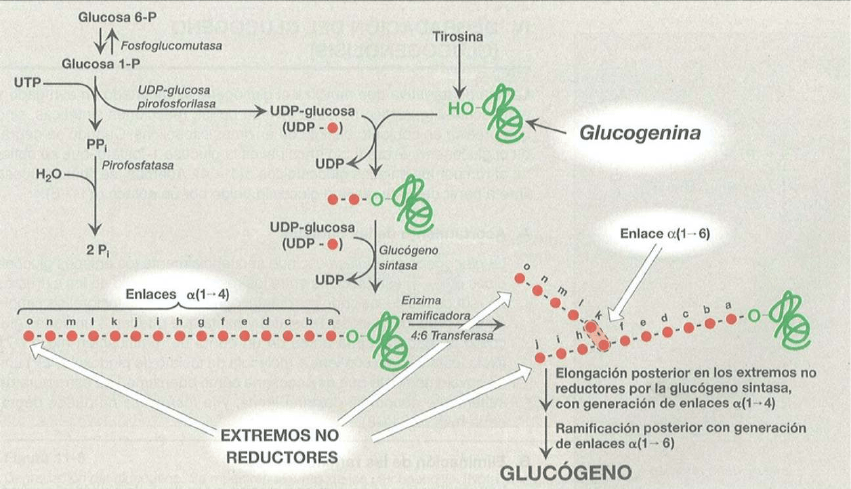 Glucosa 6-P
Fosfoglucomutasa
Glucosa 1-P
UTP
UDP-glucosa
pirofosforilasa
PPi
Pirofosfatasa
H₂O
2 Pi
UDP-glucosa
(UDP - )
UDP
Tirosina
HO
Glucogenina
O
UDP-glucosa
(UDP - )
Glucógeno
sintasa
UDP
Enlaces α(1→4)
o n m l k j i h g f e d c b a
O
Enzima
ramificadora
4:6 Transferasa
Enlace α(1→6)
o n m l k
j i h f e d c b a
O
EXTREMOS NO
REDUCTORES
Elongación posterior en los extremos no
reductores por la glucógeno sintasa,
con generación de enlaces α(1→4)
Ramificación posterior con generación
de enlaces α(1→6)
GLUCÓGENO